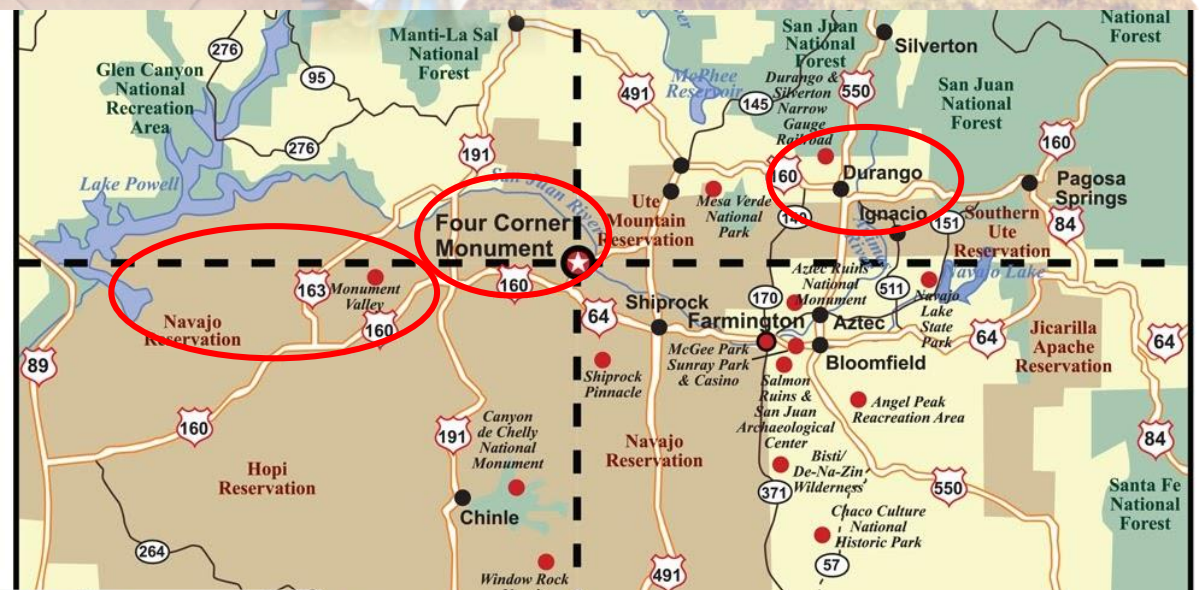 National
Forest
Manti-La Sal
National
Forest
276
95
Glen Canyon
National
Recreation
Area
276
191
Lake Powell
San Juan River
Four Corner
Monument
163
Monument
Valley
160
160
Navajo
Reservation
89
160
Hopi
Reservation
191
Canyon
de Chelly
National
Monument
Chinle
264
Window Rock
491
McPhee
Reservoir
145
San Juan
National
Forest
Durango &
Silverton
Narrow
Gauge
Railroad
Silverton
550
San Juan
National
Forest
160
160
Durango
Pagosa
Springs
84
Ute
Mountain
Reservation
Mesa Verde
National
Park
Ignacio
151
Southern
Ute
Reservation
River
Navajo Lake
Aztec Ruins
National
Monument
511
Navajo
Lake
State
Park
170
Shiprock
Farmington
Aztec
Bloomfield
64
64
64
Jicarilla
Apache
Reservation
McGee Park
Sunray Park
& Casino
Shiprock
Pinnacle
Salmon
Ruins &
San Juan
Archaeological
Center
Angel Peak
Reacreation Area
Navajo
Reservation
Bisti/
De-Na-Zin
Wilderness
371
550
84
Santa Fe
National
Forest
Chaco Culture
National
Historic Park
57
491